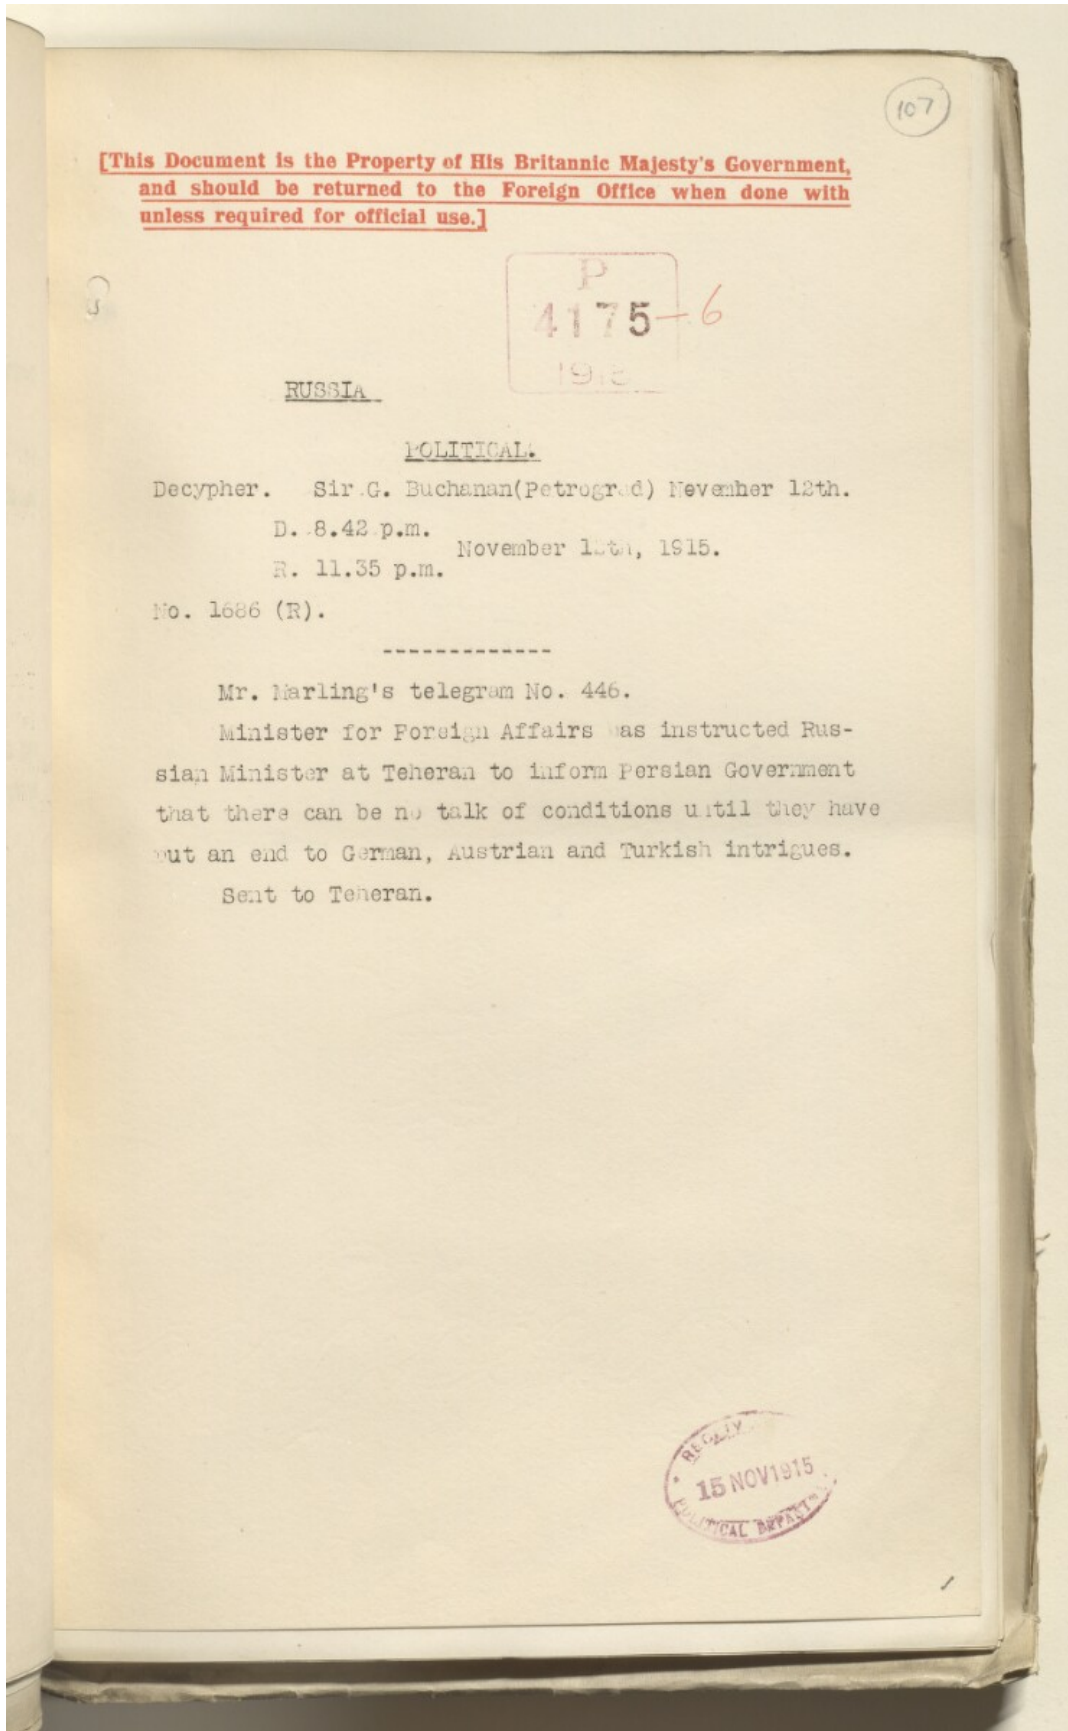 107
[This Document is the Property of His Britannic Majesty's Government,
and should be returned to the Foreign Office when done with
unless required for official use.]
P
4175 - 6
1915
RUSSIA
POLITICAL.
Decypher. Sir G. Buchanan (Petrograd) Nevember 12th.
D. 8.42 p.m.
November 12th, 1915.
R. 11.35 p.m.
No. 1686 (R).
-------------
Mr. Marling's telegram No. 446.
Minister for Foreign Affairs has instructed Rus-
sian Minister at Teheran to inform Persian Government
that there can be no talk of conditions until they have
put an end to German, Austrian and Turkish intrigues.
Sent to Teheran.
15 NOV 1915
POLITICAL DEPARTMT